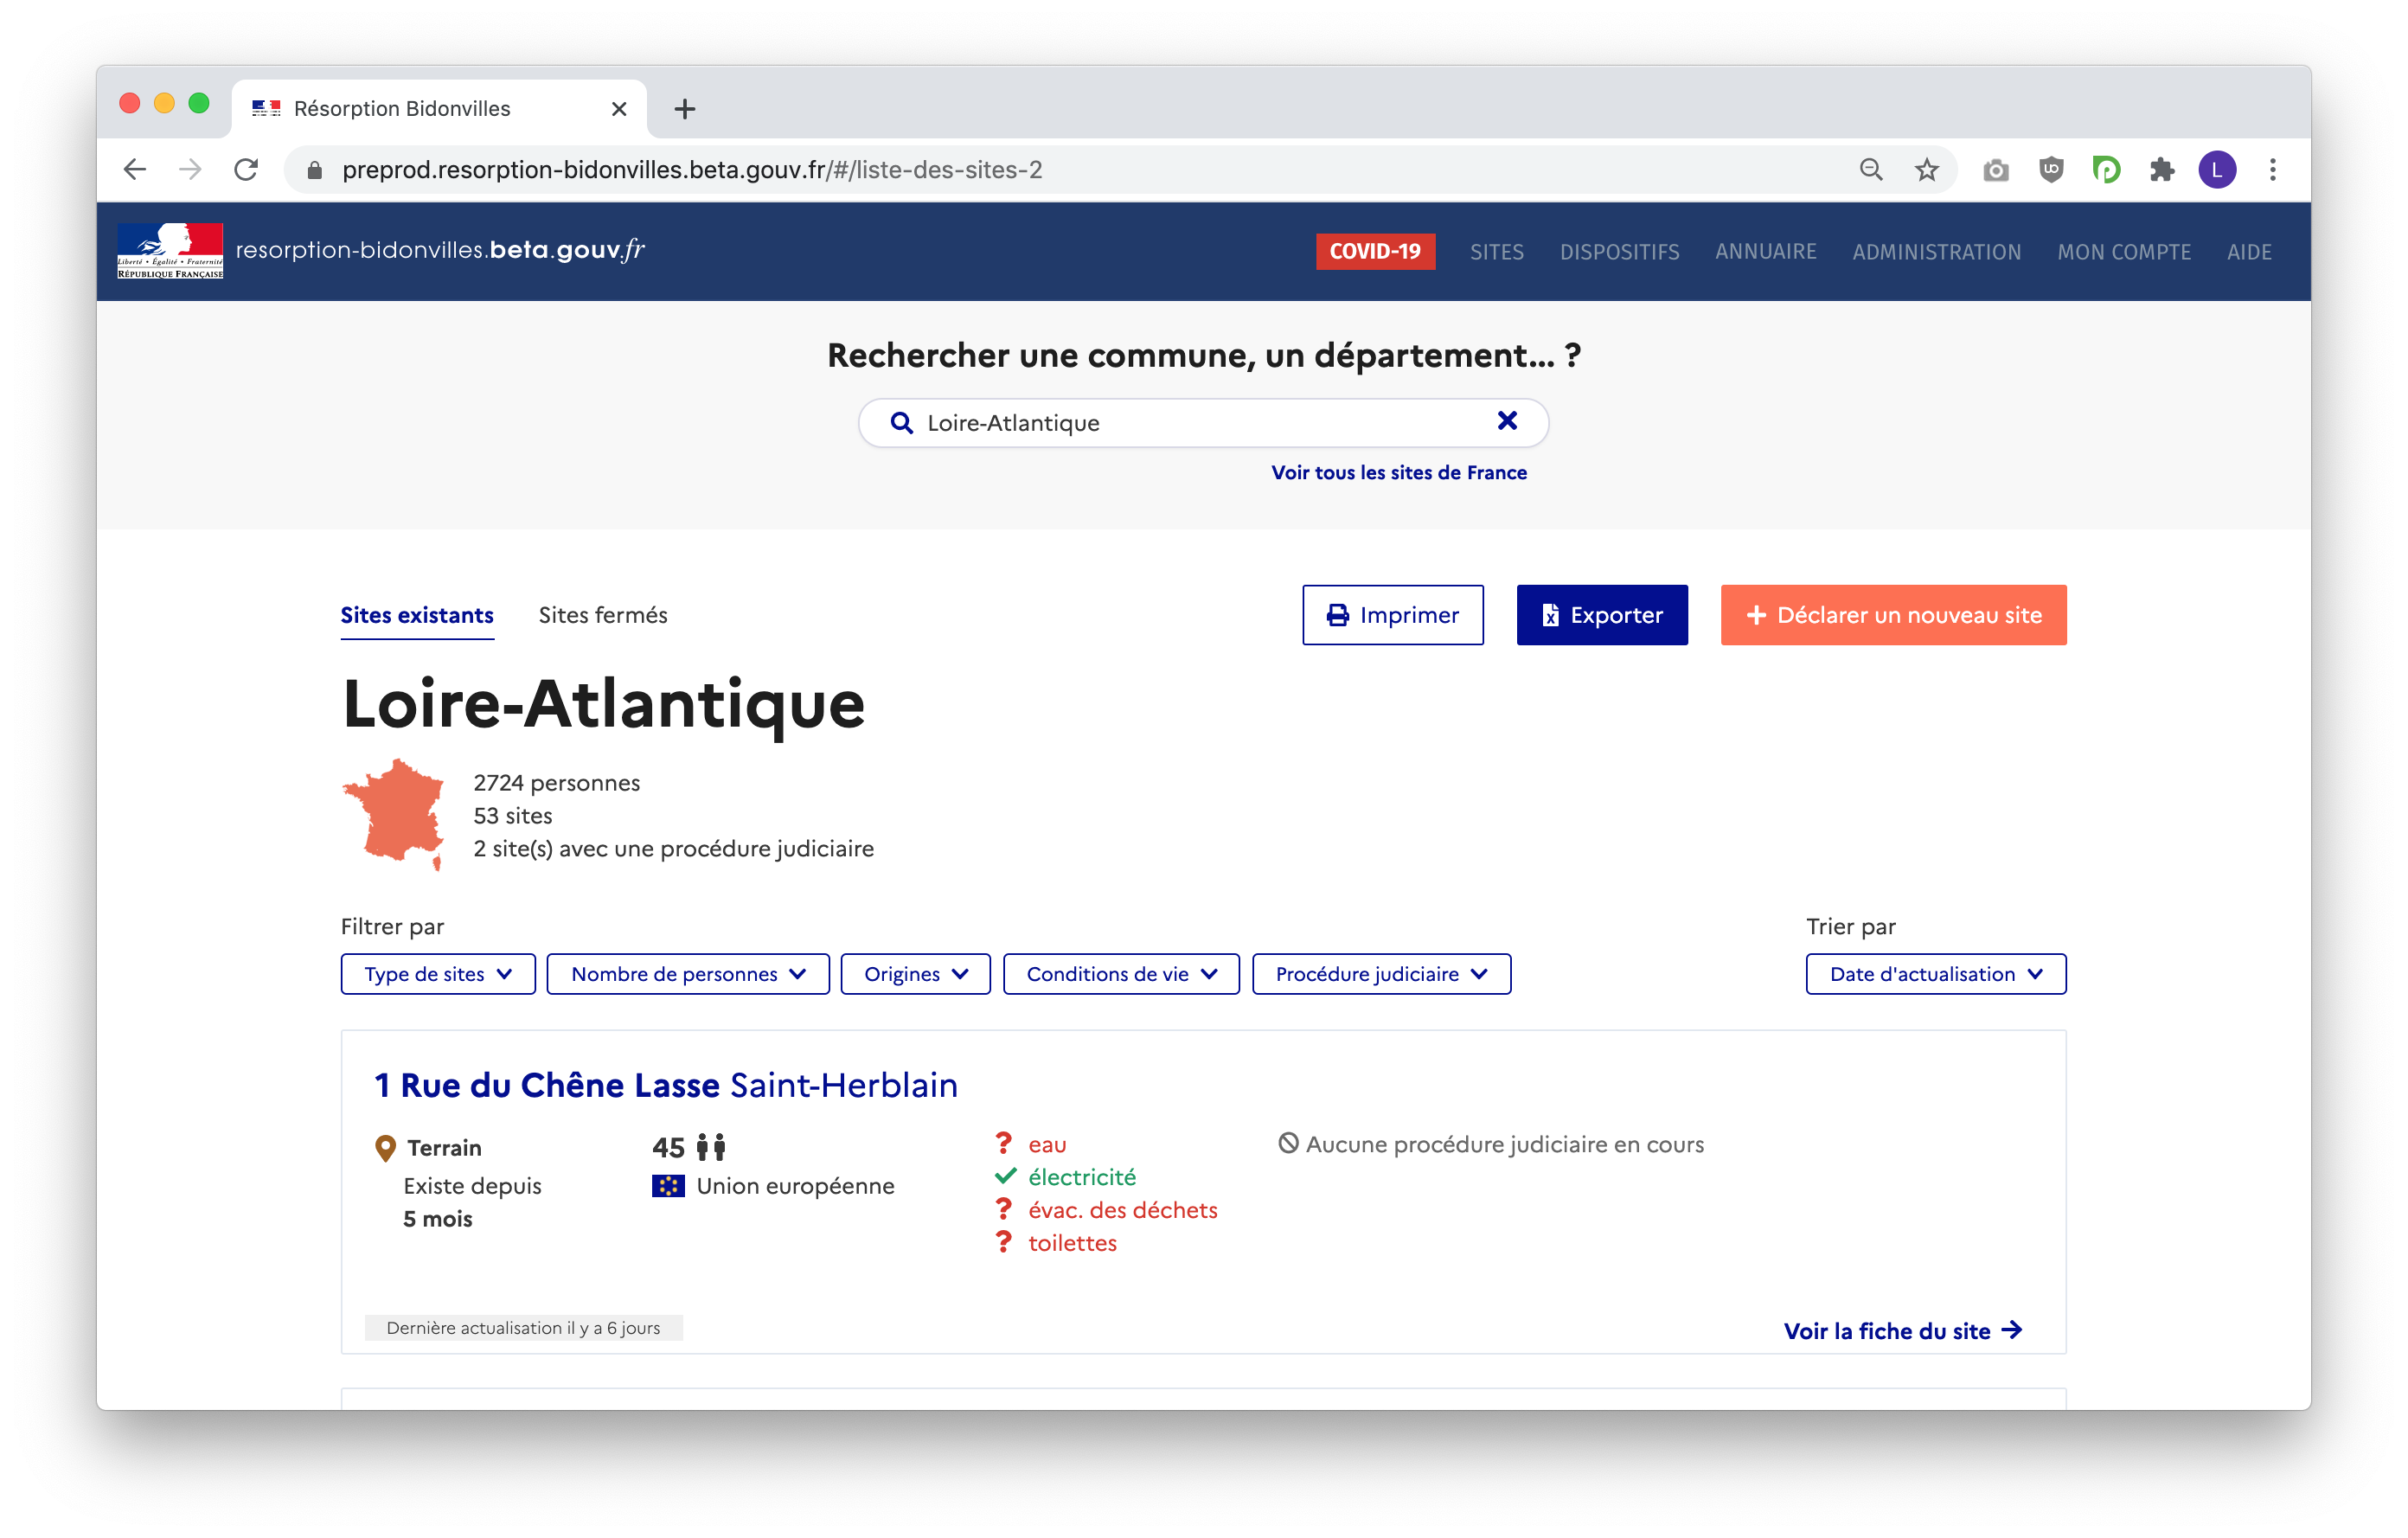 Résorption Bidonvilles
preprod.resorption-bidonvilles.beta.gouv.fr/#/liste-des-sites-2
L
Liberté • Égalité • Fraternité
RÉPUBLIQUE FRANÇAISE
resorption-bidonvilles.beta.gouv.fr
COVID-19 SITES DISPOSITIFS ANNUAIRE ADMINISTRATION MON COMPTE AIDE
Rechercher une commune, un département... ?
Loire-Atlantique
Voir tous les sites de France
Sites existants Sites fermés Imprimer Exporter Déclarer un nouveau site
Loire-Atlantique
2724 personnes
53 sites
2 site(s) avec une procédure judiciaire
Filtrer par Trier par
Type de sites Nombre de personnes Origines Conditions de vie Procédure judiciaire Date d'actualisation
1 Rue du Chêne Lasse Saint-Herblain
Terrain
Existe depuis
5 mois
45
Union européenne
? eau
électricité
? évac. des déchets
? toilettes
Aucune procédure judiciaire en cours
Dernière actualisation il y a 6 jours
Voir la fiche du site